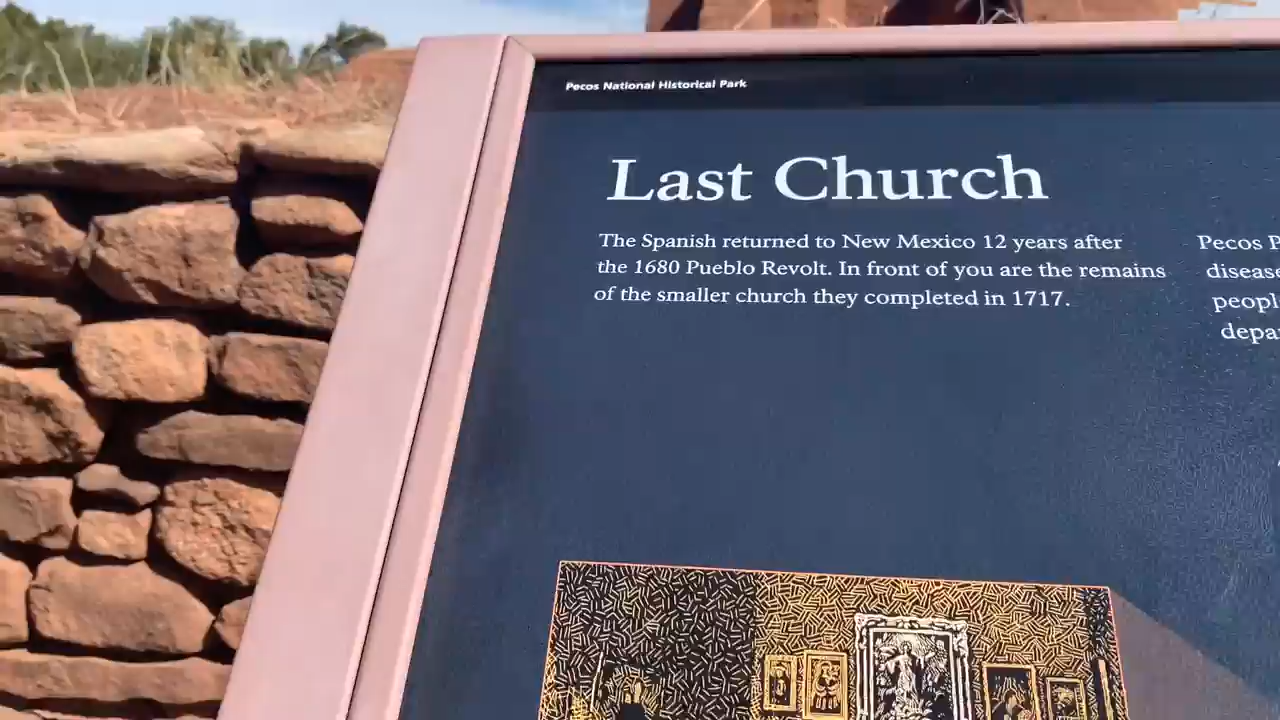 Pecos National Historical Park
Last Church
The Spanish returned to New Mexico 12 years after
the 1680 Pueblo Revolt. In front of you are the remains
of the smaller church they completed in 1717.
Pecos